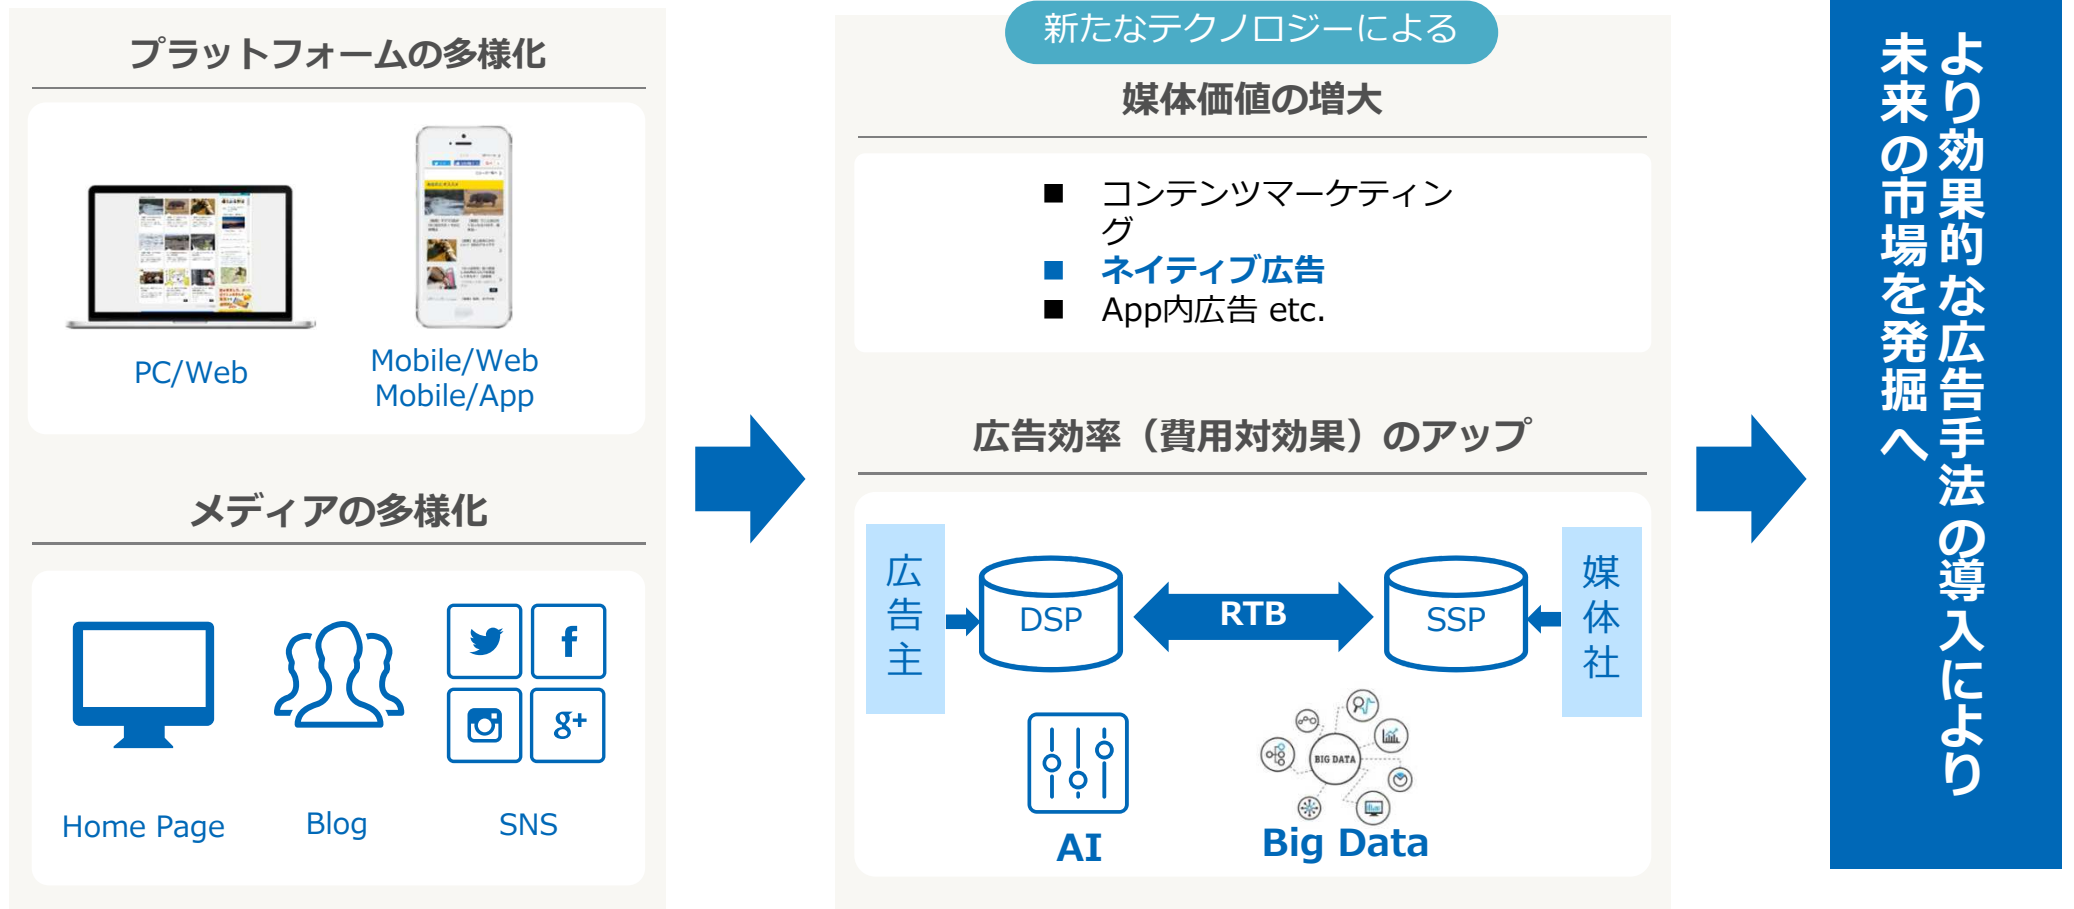 プラットフォームの多様化
PC/Web
Mobile/Web
Mobile/App
メディアの多様化
Home Page
Blog
SNS
新たなテクノロジーによる
媒体価値の増大
■ コンテンツマーケティン
グ
■ ネイティブ広告
■ App内広告 etc.
広告効率（費用対効果）のアップ
広告主
DSP
RTB
SSP
媒体社
AI
BIG DATA
Big Data
より効果的な広告手法の導入により
未来の市場を発掘へ